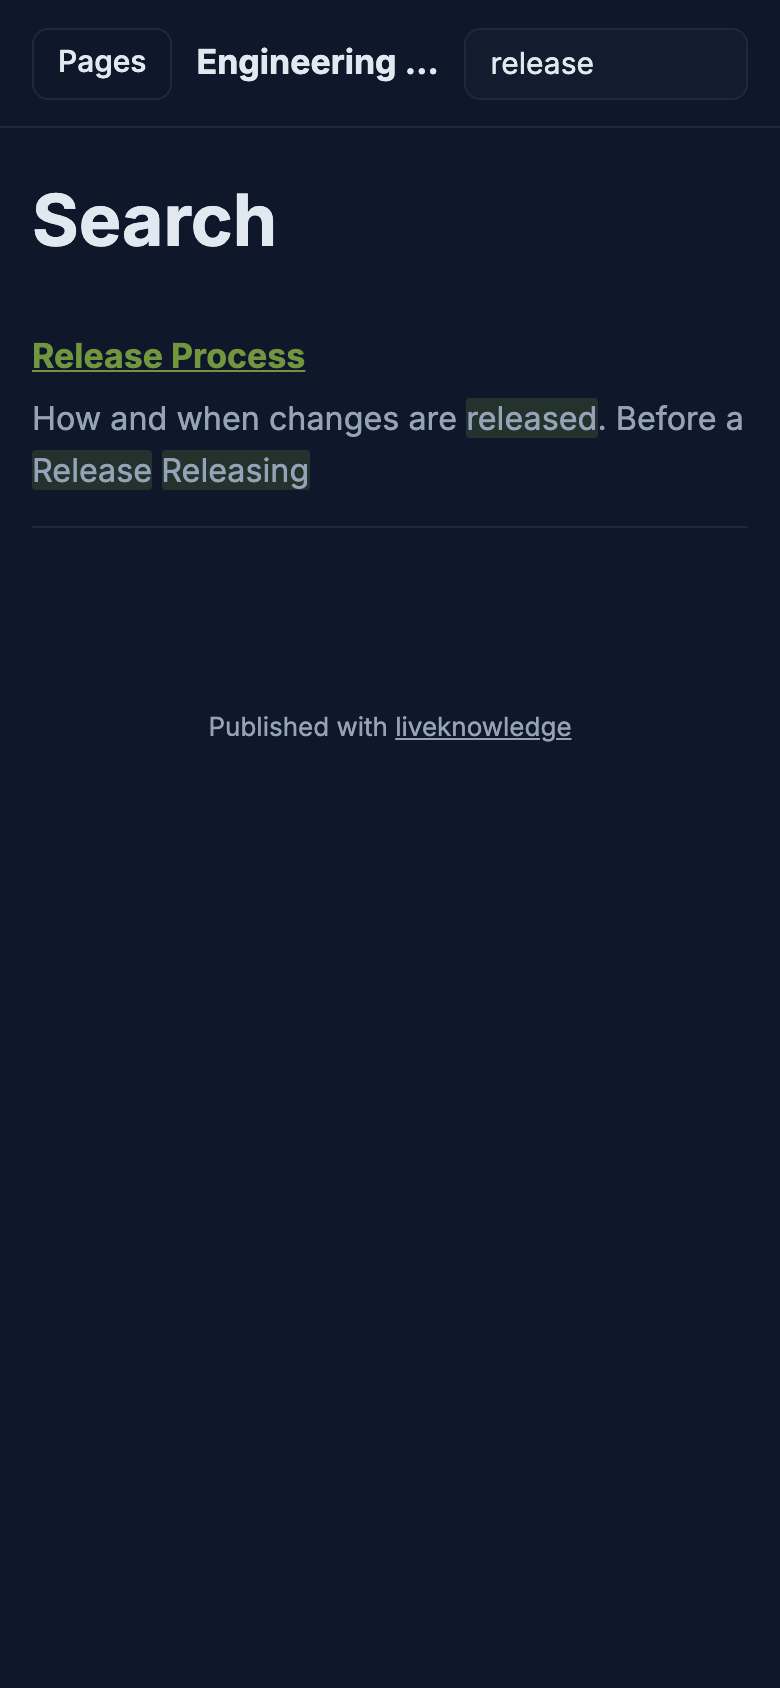 Pages
Engineering ...
release
Search
Release Process
How and when changes are released. Before a
Release Releasing
Published with liveknowledge